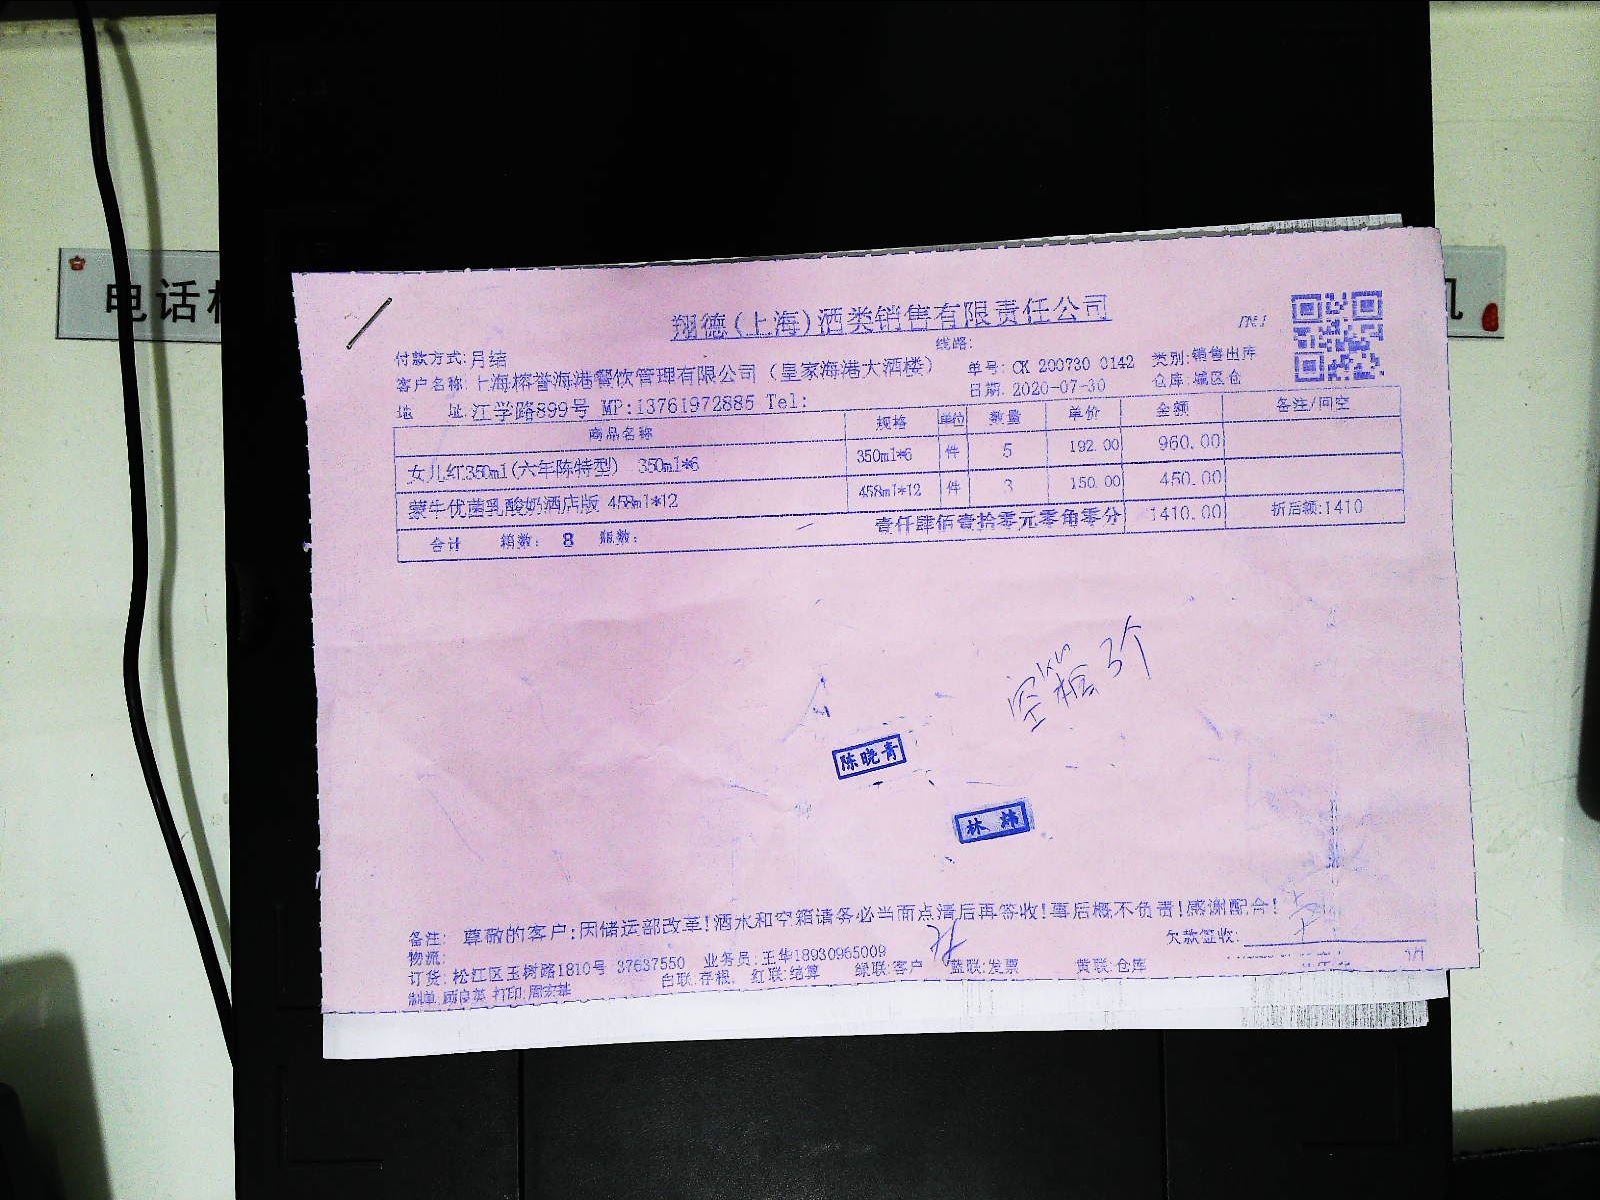 电话
翔德(上海)酒类销售有限责任公司
付款方式:月结
线路:
客户名称:上海榕誉海港餐饮管理有限公司(皇家海港大酒楼)
单号:CK 200730 0142 类别:销售出库
地 址:江学路899号 MP:13761972885 Tel:
日期:2020-07-30 仓库:城区仓
商品名称 规格 单位 数量 单价 金额 备注/回空
女儿红350ml(六年陈特型) 350ml*6 350ml*6 件 5 192.00 960.00
蒙牛优菌乳酸奶酒店版 458ml*12 458ml*12 件 3 150.00 450.00
合计 箱数: 8 瓶数: 壹仟肆佰壹拾零元零角零分 1410.00 折后额:1410
空箱3个
陈晓青
林炜
备注: 尊敬的客户:因储运部改革!酒水和空箱请务必当面点清后再签收!事后概不负责!感谢配合!
物流:
欠款签收:
订货:松江区玉树路1810号 37637550 业务员:王华18930965009
制单:顾良英 打印:周宏華 白联:存根, 红联:结算 绿联:客户 蓝联:发票 黄联:仓库